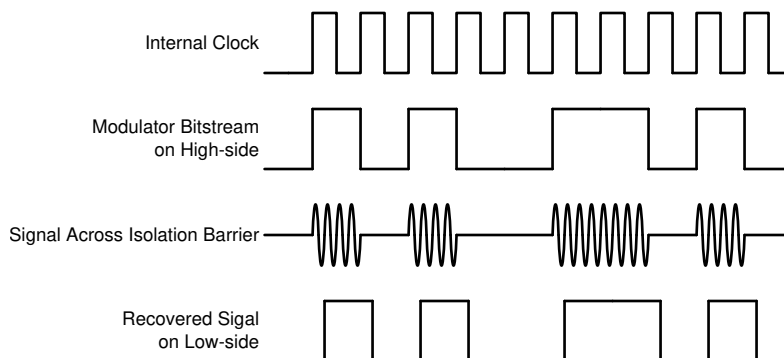 Internal Clock
Modulator Bitstream
on High-side
Signal Across Isolation Barrier
Recovered Sigal
on Low-side